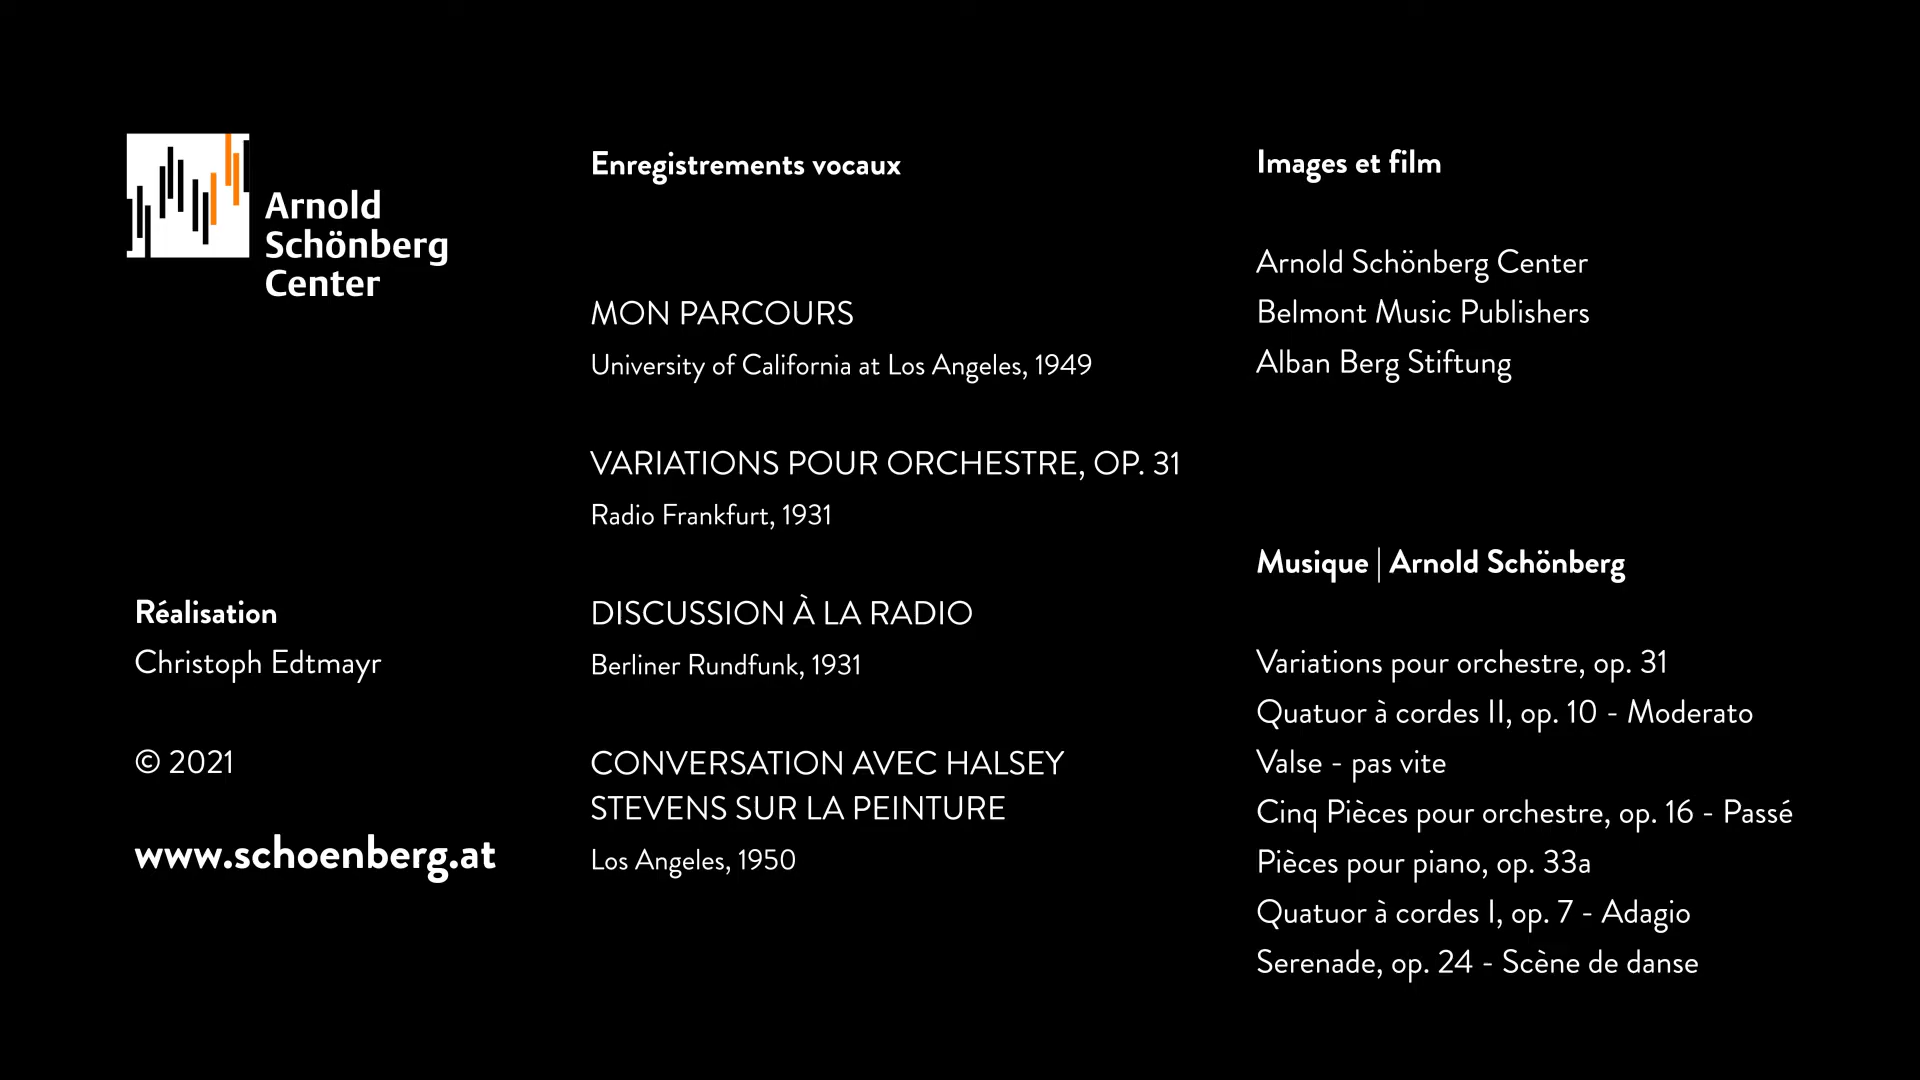 Arnold
Schönberg
Center
Réalisation
Christoph Edtmayr
© 2021
www.schoenberg.at
Enregistrements vocaux
MON PARCOURS
University of California at Los Angeles, 1949
VARIATIONS POUR ORCHESTRE, OP. 31
Radio Frankfurt, 1931
DISCUSSION À LA RADIO
Berliner Rundfunk, 1931
CONVERSATION AVEC HALSEY
STEVENS SUR LA PEINTURE
Los Angeles, 1950
Images et film
Arnold Schönberg Center
Belmont Music Publishers
Alban Berg Stiftung
Musique | Arnold Schönberg
Variations pour orchestre, op. 31
Quatuor à cordes II, op. 10 - Moderato
Valse - pas vite
Cinq Pièces pour orchestre, op. 16 - Passé
Pièces pour piano, op. 33a
Quatuor à cordes I, op. 7 - Adagio
Serenade, op. 24 - Scène de danse